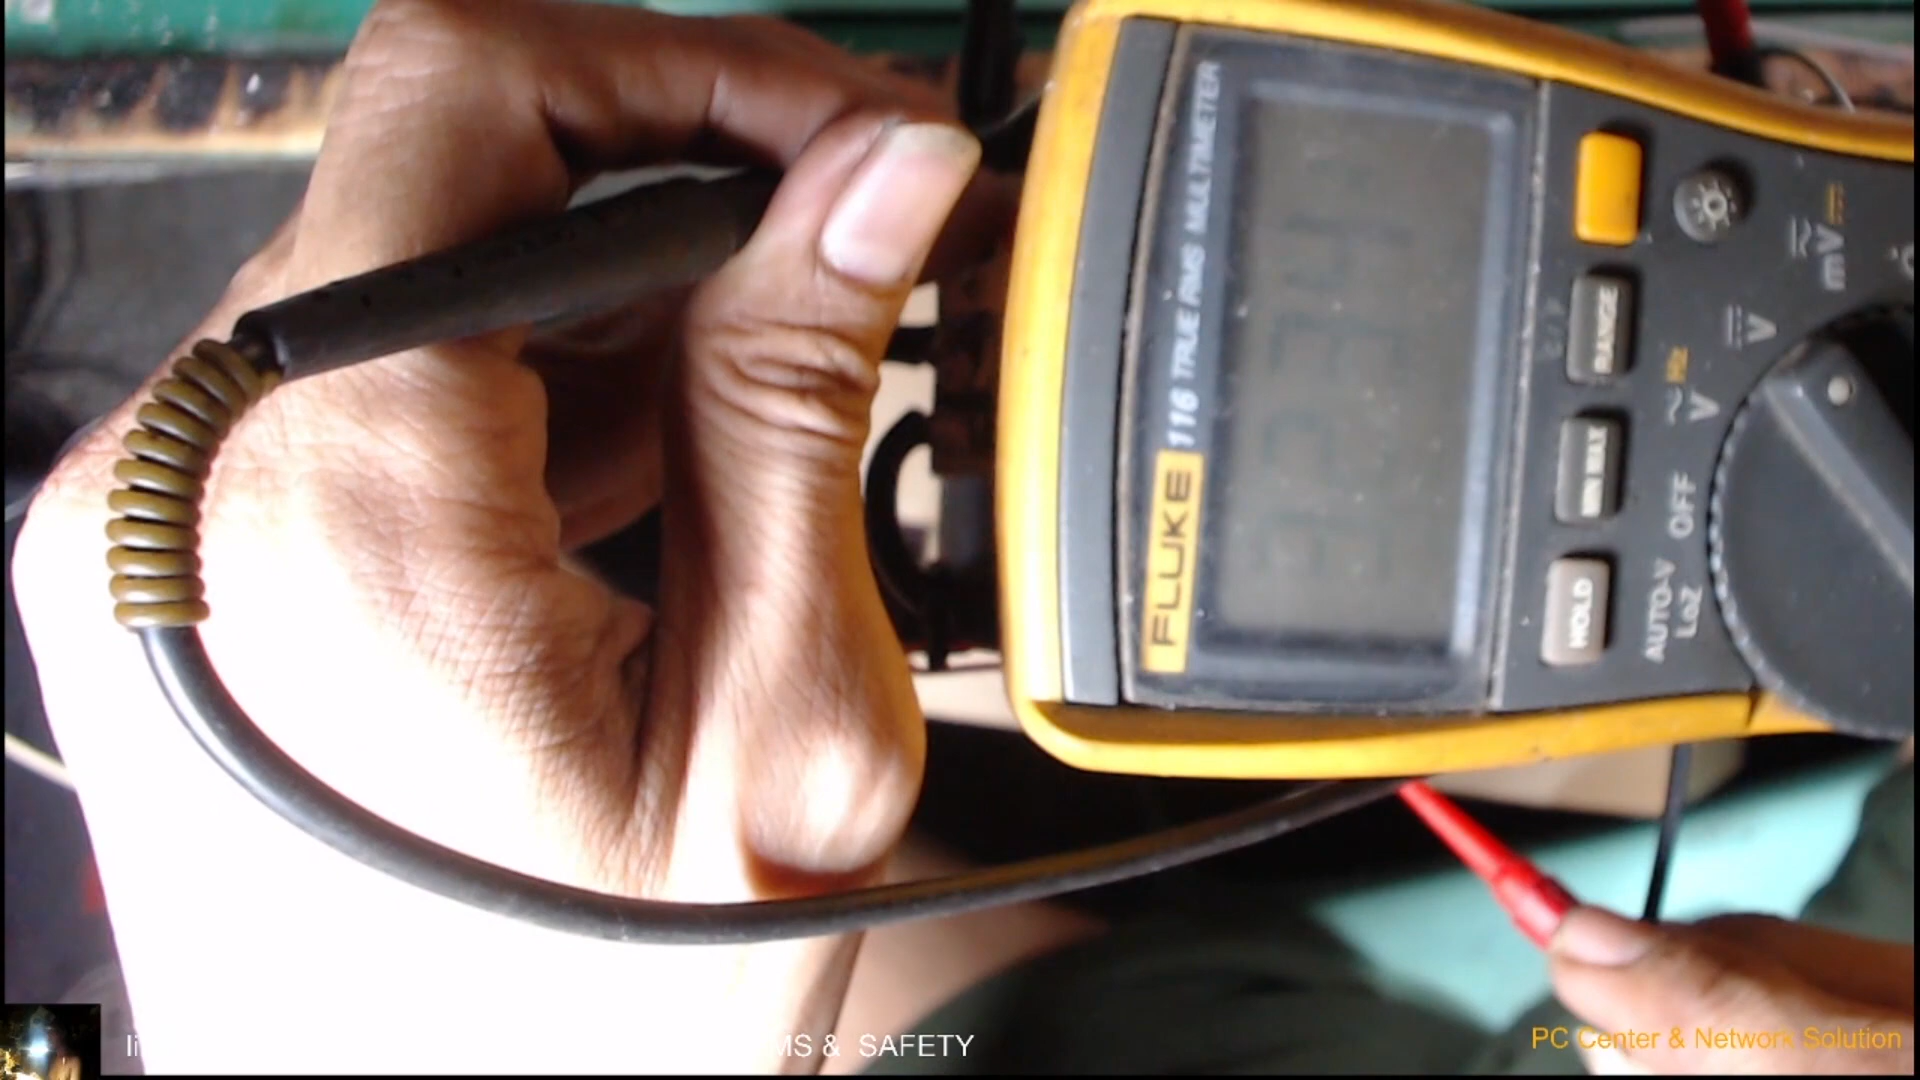 FLUKE 116 TRUE RMS MULTIMETER
HOLD
MIN MAX
RANGE
AUTO-V
LoZ
OFF
V
Hz
V
mV
MS & SAFETY
PC Center & Network Solution